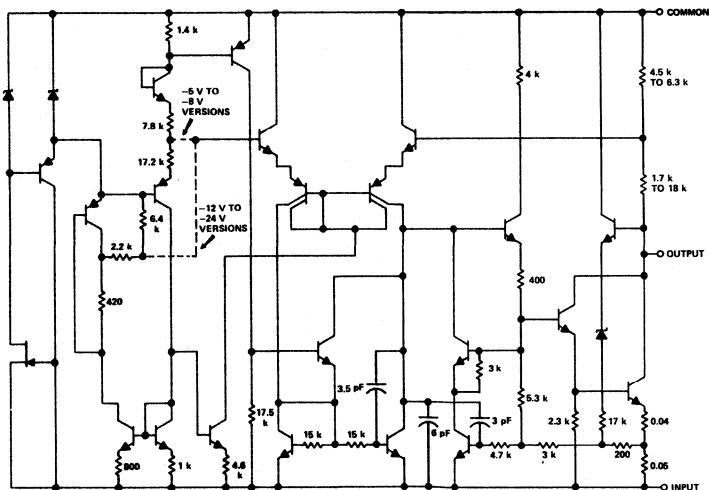 COMMON
1.4 k
4 k
4.5 k
TO 6.3 k
–5 V TO
–8 V
VERSIONS
7.8 k
17.2 k
1.7 k
TO 18 k
–12 V TO
–24 V
VERSIONS
6.4
k
2.2 k
OUTPUT
400
420
3 k
3.5 pF
5.3 k
17.5
k
15 k
15 k
6 pF
3 pF
2.3 k
17 k
0.04
4.7 k
3 k
200
800
1 k
4.6
k
0.05
INPUT